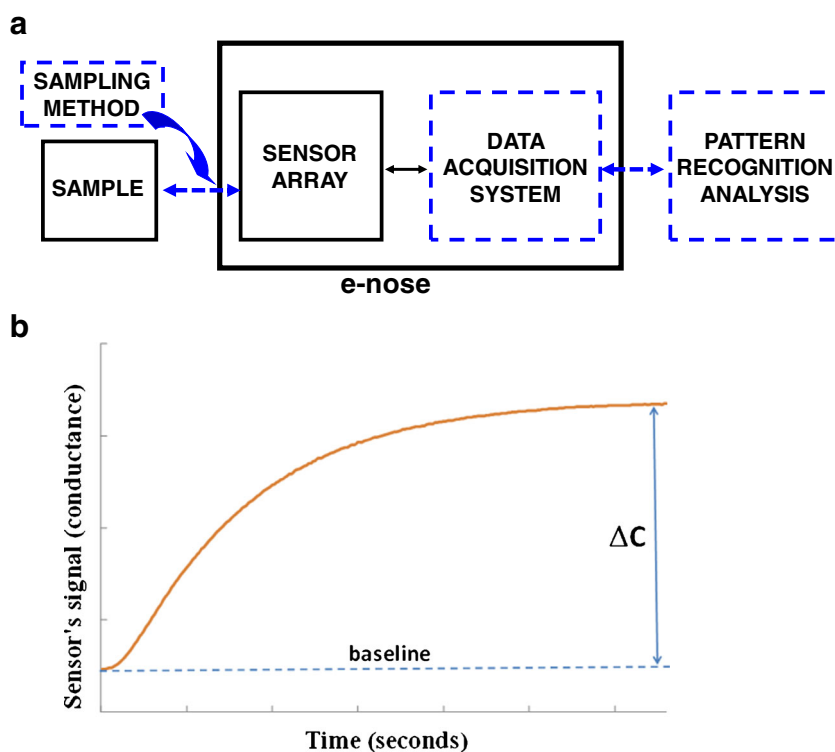 a
SAMPLING
METHOD
SAMPLE
SENSOR
ARRAY
DATA
ACQUISITION
SYSTEM
PATTERN
RECOGNITION
ANALYSIS
e-nose
b
Sensor's signal (conductance)
ΔC
baseline
Time (seconds)